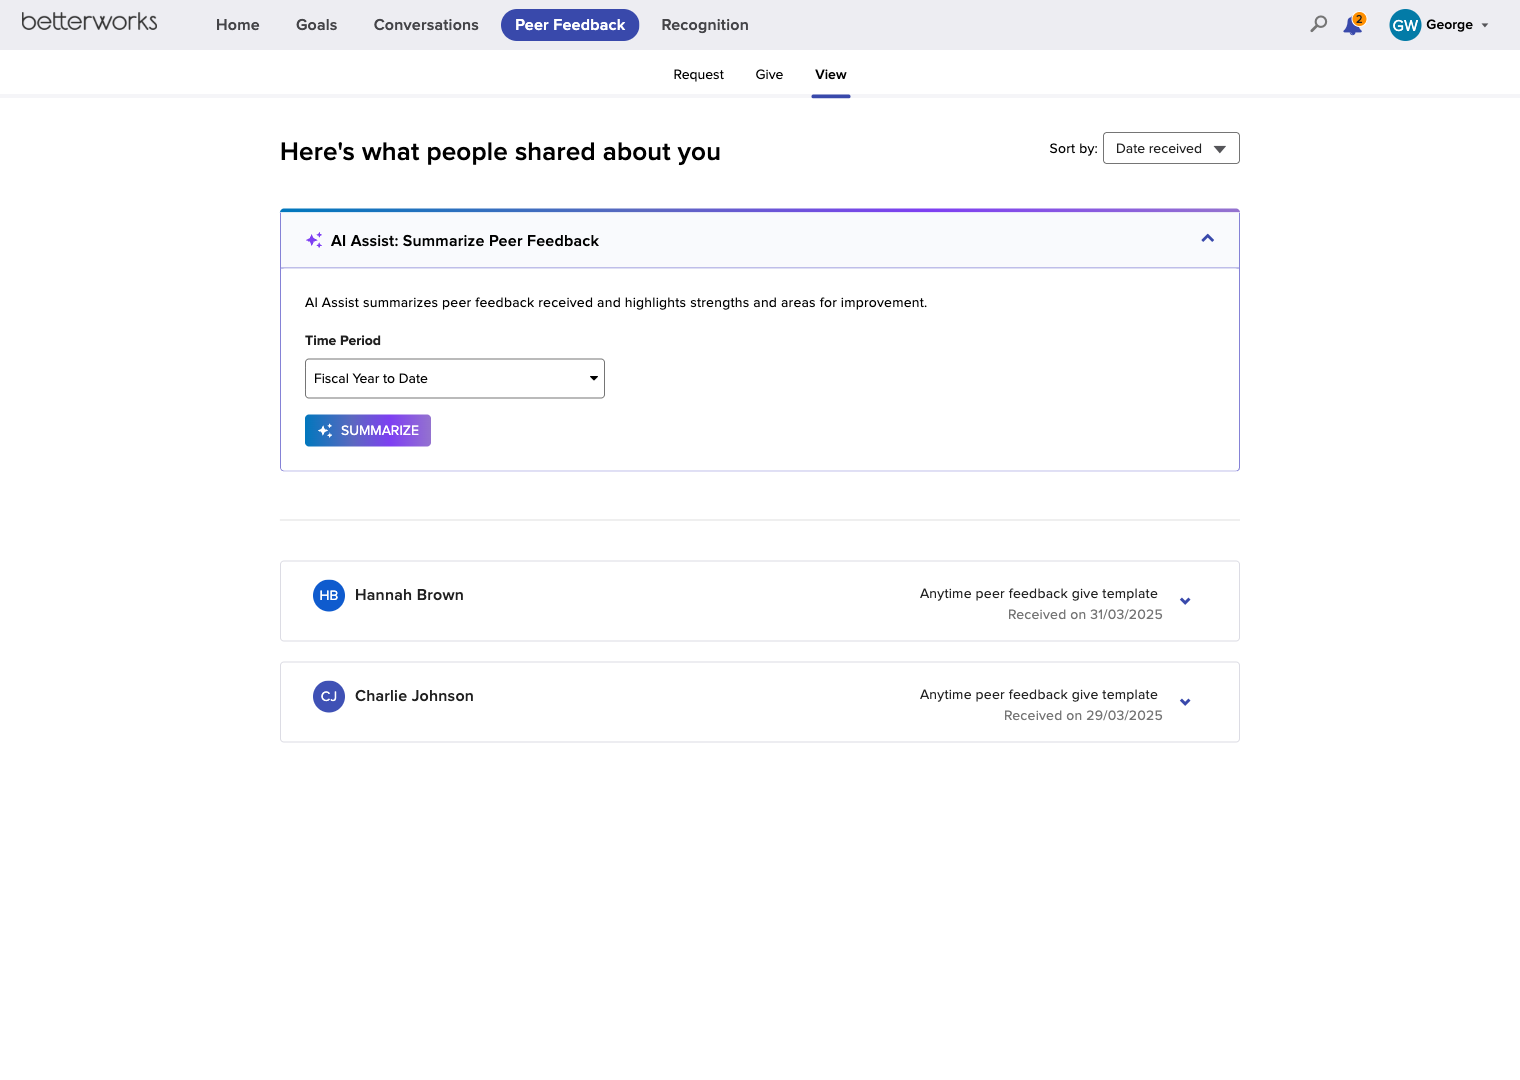 betterworks
Home Goals Conversations Peer Feedback Recognition
2
GW George
Request Give View
Here's what people shared about you
Sort by: Date received
AI Assist: Summarize Peer Feedback
AI Assist summarizes peer feedback received and highlights strengths and areas for improvement.
Time Period
Fiscal Year to Date
SUMMARIZE
HB Hannah Brown
Anytime peer feedback give template
Received on 31/03/2025
CJ Charlie Johnson
Anytime peer feedback give template
Received on 29/03/2025